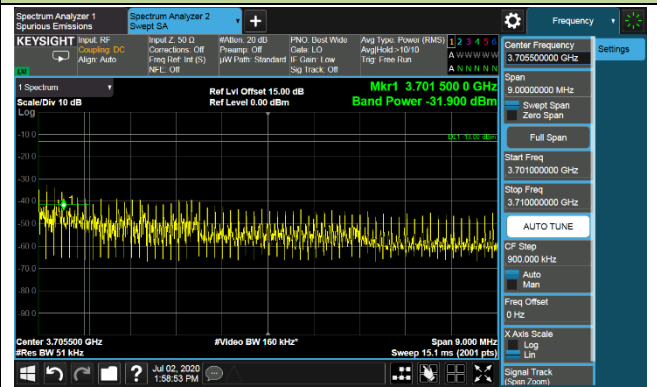 Spectrum Analyzer 1
Spurious Emissions
Spectrum Analyzer 2
Swept SA
Frequency
KEYSIGHT
Input: RF
Coupling: DC
Align: Auto
Input Z: 50 Ω
Corrections: Off
Freq Ref: Int (S)
NFE: Off
#Atten: 20 dB
Preamp: Off
µW Path: Standard
PNO: Best Wide
Gate: LO
IF Gain: Low
Sig Track: Off
Avg Type: Power (RMS)
Avg|Hold:>10/10
Trig: Free Run
1 2 3 4 5 6
A W W W W W
A N N N N N
LXI
1 Spectrum
Scale/Div 10 dB
Ref Lvl Offset 15.00 dB
Ref Level 0.00 dBm
Mkr1 3.701 500 0 GHz
Band Power -31.900 dBm
Log
DL1 -13.00 dBm
-10.0
-20.0
-30.0
-40.0
-50.0
-60.0
-70.0
-80.0
-90.0
1
Center 3.705500 GHz
#Res BW 51 kHz
#Video BW 160 kHz*
Span 9.000 MHz
Sweep 15.1 ms (2001 pts)
Jul 02, 2020
1:58:53 PM
Center Frequency
3.705500000 GHz
Settings
Span
9.00000000 MHz
Swept Span
Zero Span
Full Span
Start Freq
3.701000000 GHz
Stop Freq
3.710000000 GHz
AUTO TUNE
CF Step
900.000 kHz
Auto
Man
Freq Offset
0 Hz
X Axis Scale
Log
Lin
Signal Track
(Span Zoom)